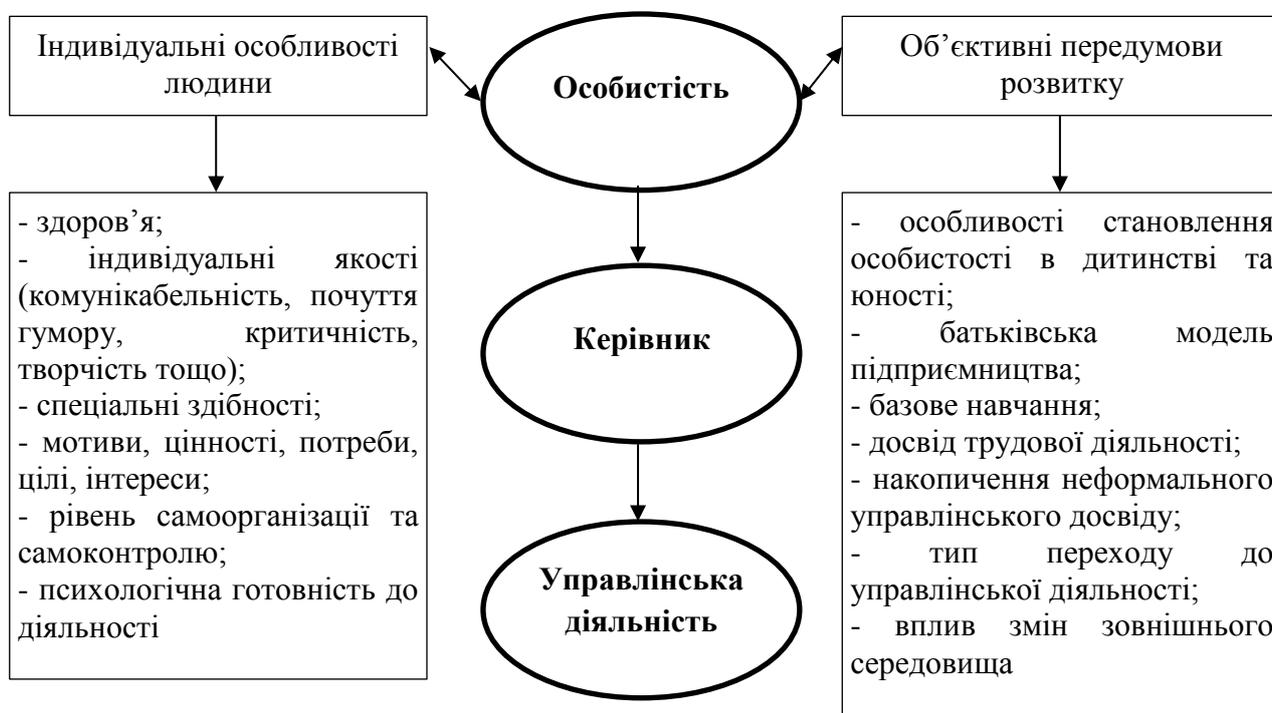 Індивідуальні особливості
людини
Особистість
Об’єктивні передумови
розвитку
- здоров’я;
- індивідуальні якості
(комунікабельність, почуття
гумору, критичність,
творчість тощо);
- спеціальні здібності;
- мотиви, цінності, потреби,
цілі, інтереси;
- рівень самоорганізації та
самоконтролю;
- психологічна готовність до
діяльності
Керівник
Управлінська
діяльність
- особливості становлення
особистості в дитинстві та
юності;
- батьківська модель
підприємництва;
- базове навчання;
- досвід трудової діяльності;
- накопичення неформального
управлінського досвіду;
- тип переходу до
управлінської діяльності;
- вплив змін зовнішнього
середовища